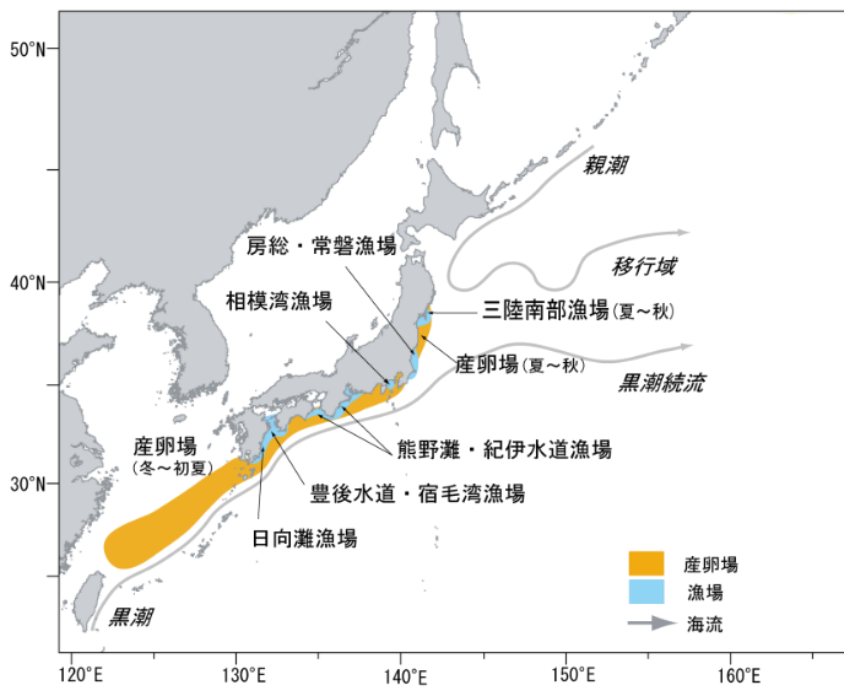 50°N
親潮
房総・常磐漁場
移行域
40°N
相模湾漁場
三陸南部漁場(夏～秋)
産卵場(夏～秋)
黒潮続流
産卵場
(冬～初夏)
熊野灘・紀伊水道漁場
30°N
豊後水道・宿毛湾漁場
日向灘漁場
産卵場
漁場
黒潮
海流
120°E
130°E
140°E
150°E
160°E